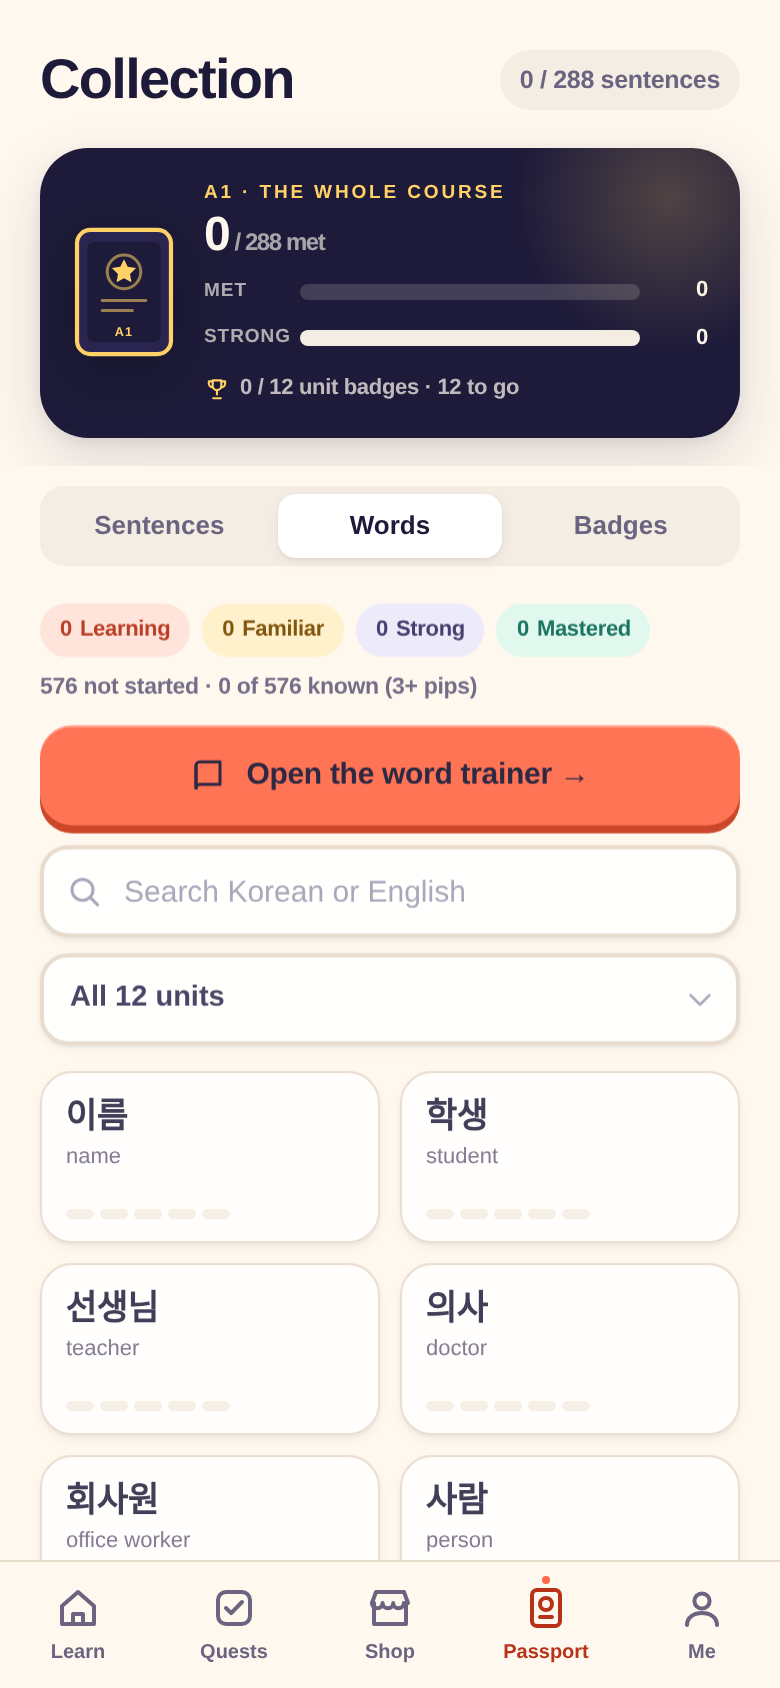 Collection
0 / 288 sentences
A1 · THE WHOLE COURSE
0 / 288 met
MET 0
STRONG 0
A1
0 / 12 unit badges · 12 to go
Sentences Words Badges
0 Learning 0 Familiar 0 Strong 0 Mastered
576 not started · 0 of 576 known (3+ pips)
Open the word trainer →
Search Korean or English
All 12 units
이름 학생
name student
선생님 의사
teacher doctor
회사원 사람
office worker person
Learn Quests Shop Passport Me